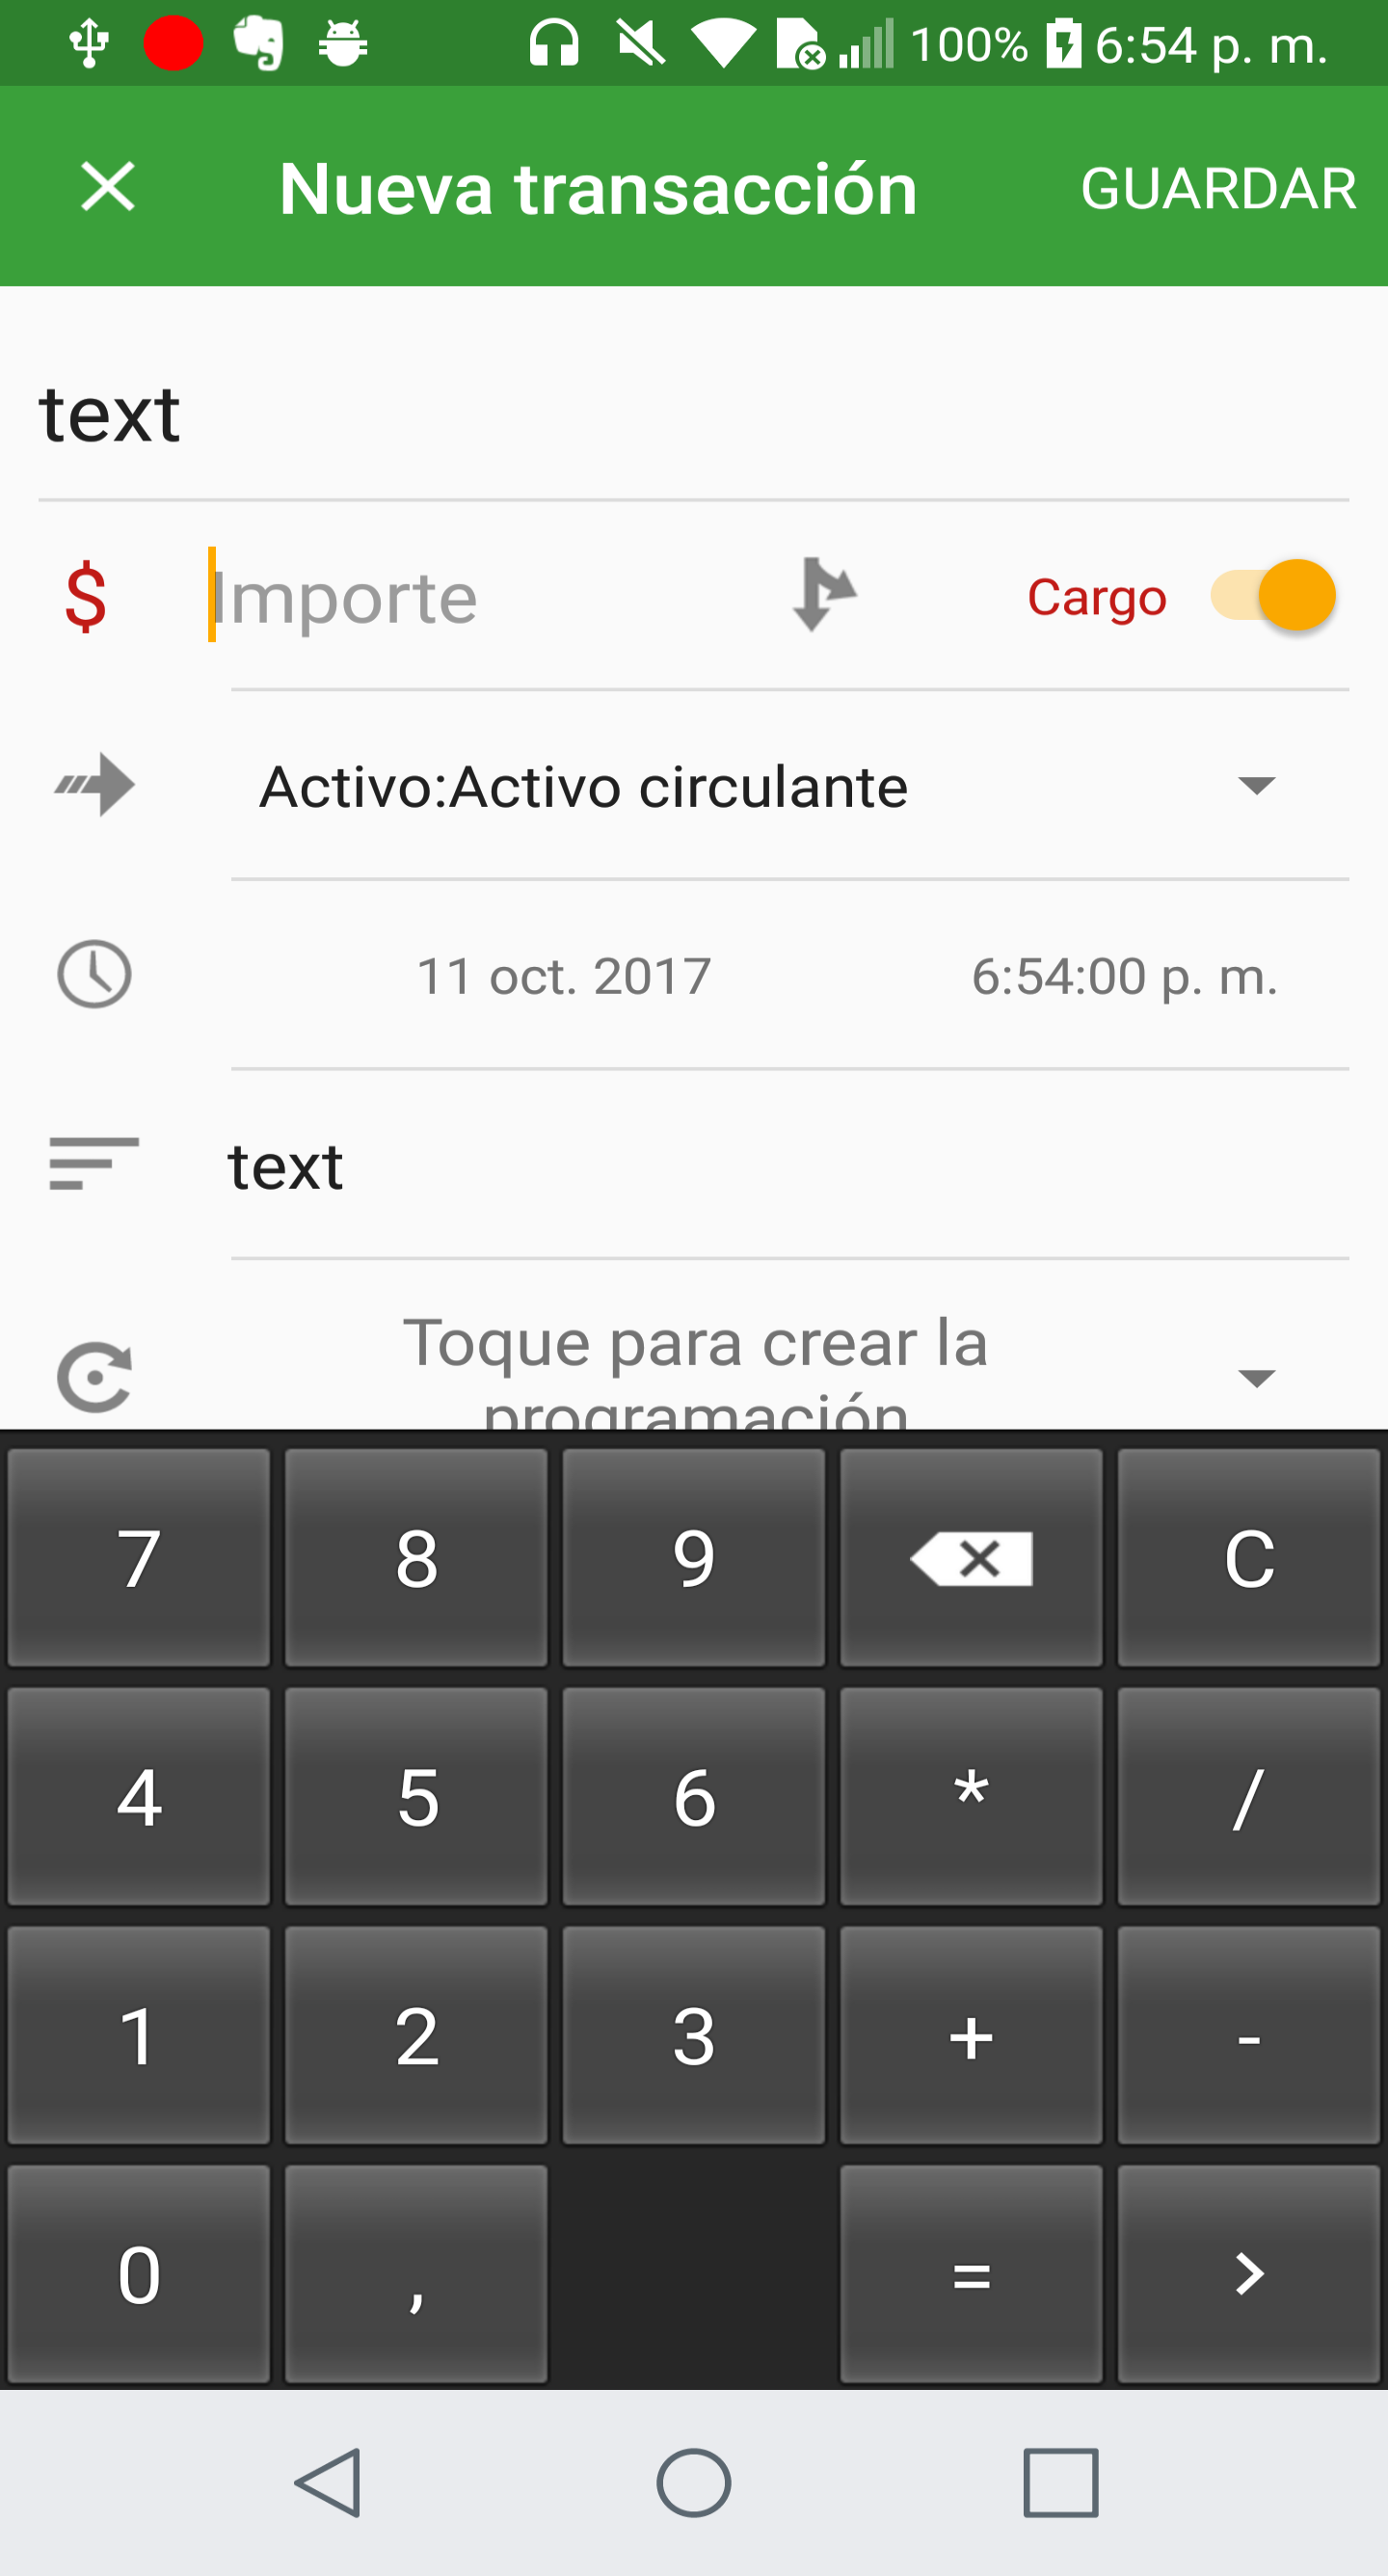 100% 6:54 p. m.
Nueva transacción GUARDAR
text
$ Importe Cargo
Activo:Activo circulante
11 oct. 2017 6:54:00 p. m.
text
Toque para crear la
programación
7 8 9 C
4 5 6 * /
1 2 3 + -
0 , = >